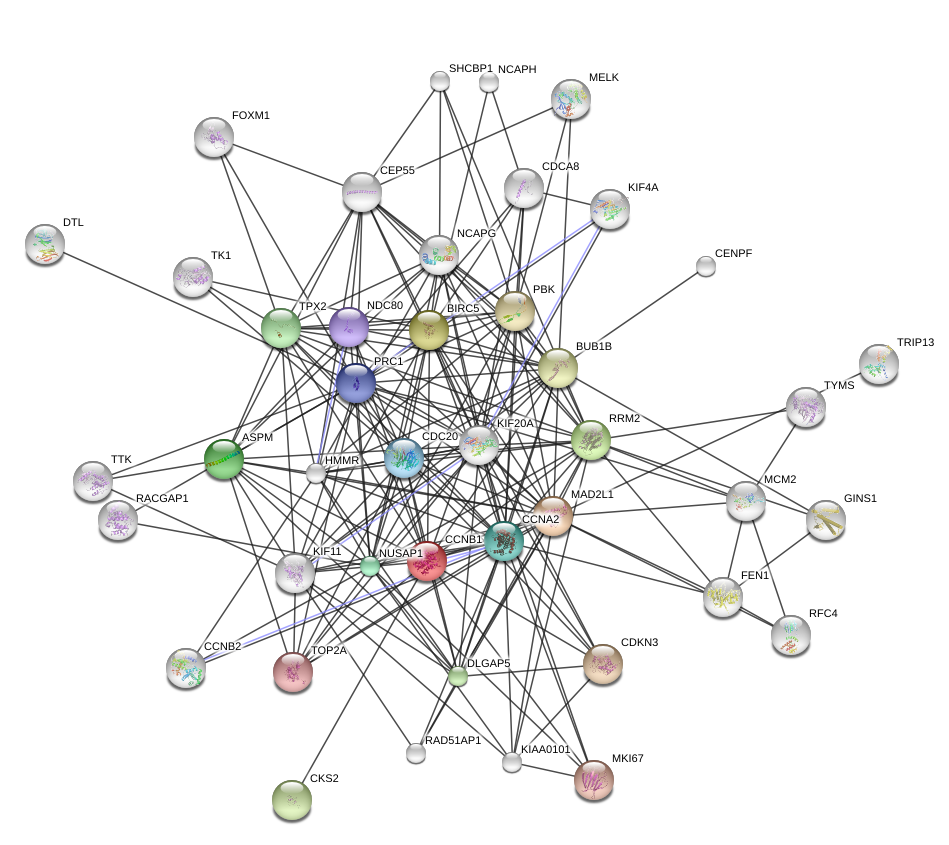 SHCBP1
NCAPH
MELK
FOXM1
CEP55
CDCA8
KIF4A
DTL
NCAPG
TK1
CENPF
PBK
TPX2
NDC80
BIRC5
TRIP13
BUB1B
PRC1
TYMS
RRM2
KIF20A
ASPM
CDC20
HMMR
TTK
MCM2
RACGAP1
MAD2L1
GINS1
CCNA2
CCNB1
KIF11
NUSAP1
FEN1
RFC4
CCNB2
TOP2A
CDKN3
DLGAP5
RAD51AP1
KIAA0101
MKI67
CKS2